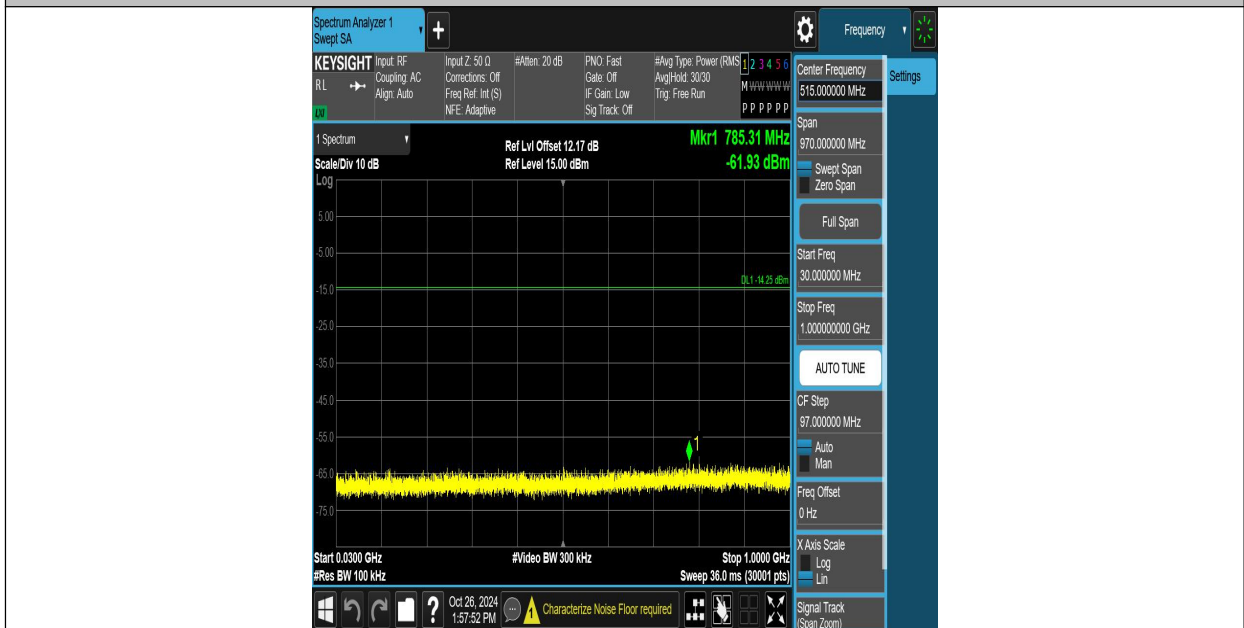 Spectrum Analyzer 1
Swept SA
+
Frequency
KEYSIGHT
RL
LXI
Input: RF
Coupling: AC
Align: Auto
Input Z: 50 Ω
Corrections: Off
Freq Ref: Int (S)
NFE: Adaptive
#Atten: 20 dB
PNO: Fast
Gate: Off
IF Gain: Low
Sig Track: Off
#Avg Type: Power (RMS
Avg|Hold: 30/30
Trig: Free Run
1 2 3 4 5 6
M W W W W W
P P P P P P
1 Spectrum
Scale/Div 10 dB
Ref Lvl Offset 12.17 dB
Ref Level 15.00 dBm
Mkr1 785.31 MHz
-61.93 dBm
Log
5.00
-5.00
-15.0
-25.0
-35.0
-45.0
-55.0
-65.0
-75.0
DL1 -14.25 dBm
1
Start 0.0300 GHz
#Res BW 100 kHz
#Video BW 300 kHz
Stop 1.0000 GHz
Sweep 36.0 ms (30001 pts)
Center Frequency
515.000000 MHz
Settings
Span
970.000000 MHz
Swept Span
Zero Span
Full Span
Start Freq
30.000000 MHz
Stop Freq
1.000000000 GHz
AUTO TUNE
CF Step
97.000000 MHz
Auto
Man
Freq Offset
0 Hz
X Axis Scale
Log
Lin
Signal Track
(Span Zoom)
?
Oct 26, 2024
1:57:52 PM
Characterize Noise Floor required